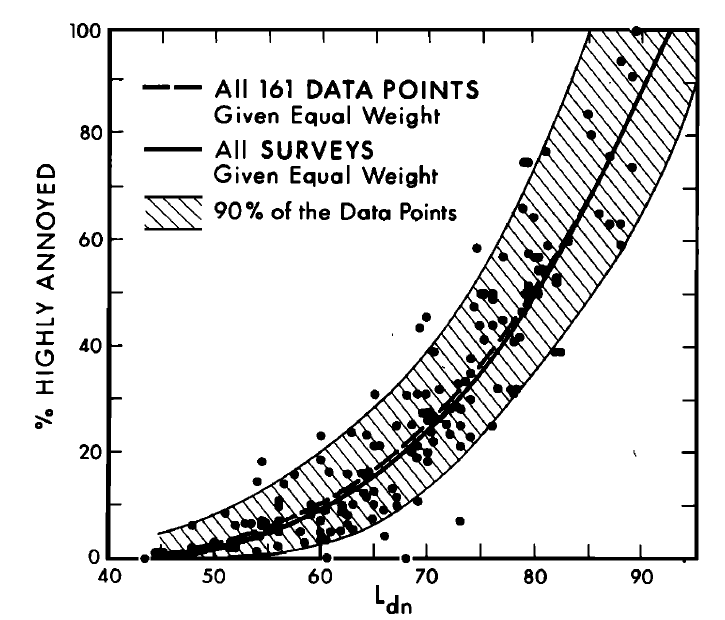 100
80
60
40
20
0
% HIGHLY ANNOYED
All 161 DATA POINTS
Given Equal Weight
All SURVEYS
Given Equal Weight
90% of the Data Points
40 50 60 70 80 90
Ldn